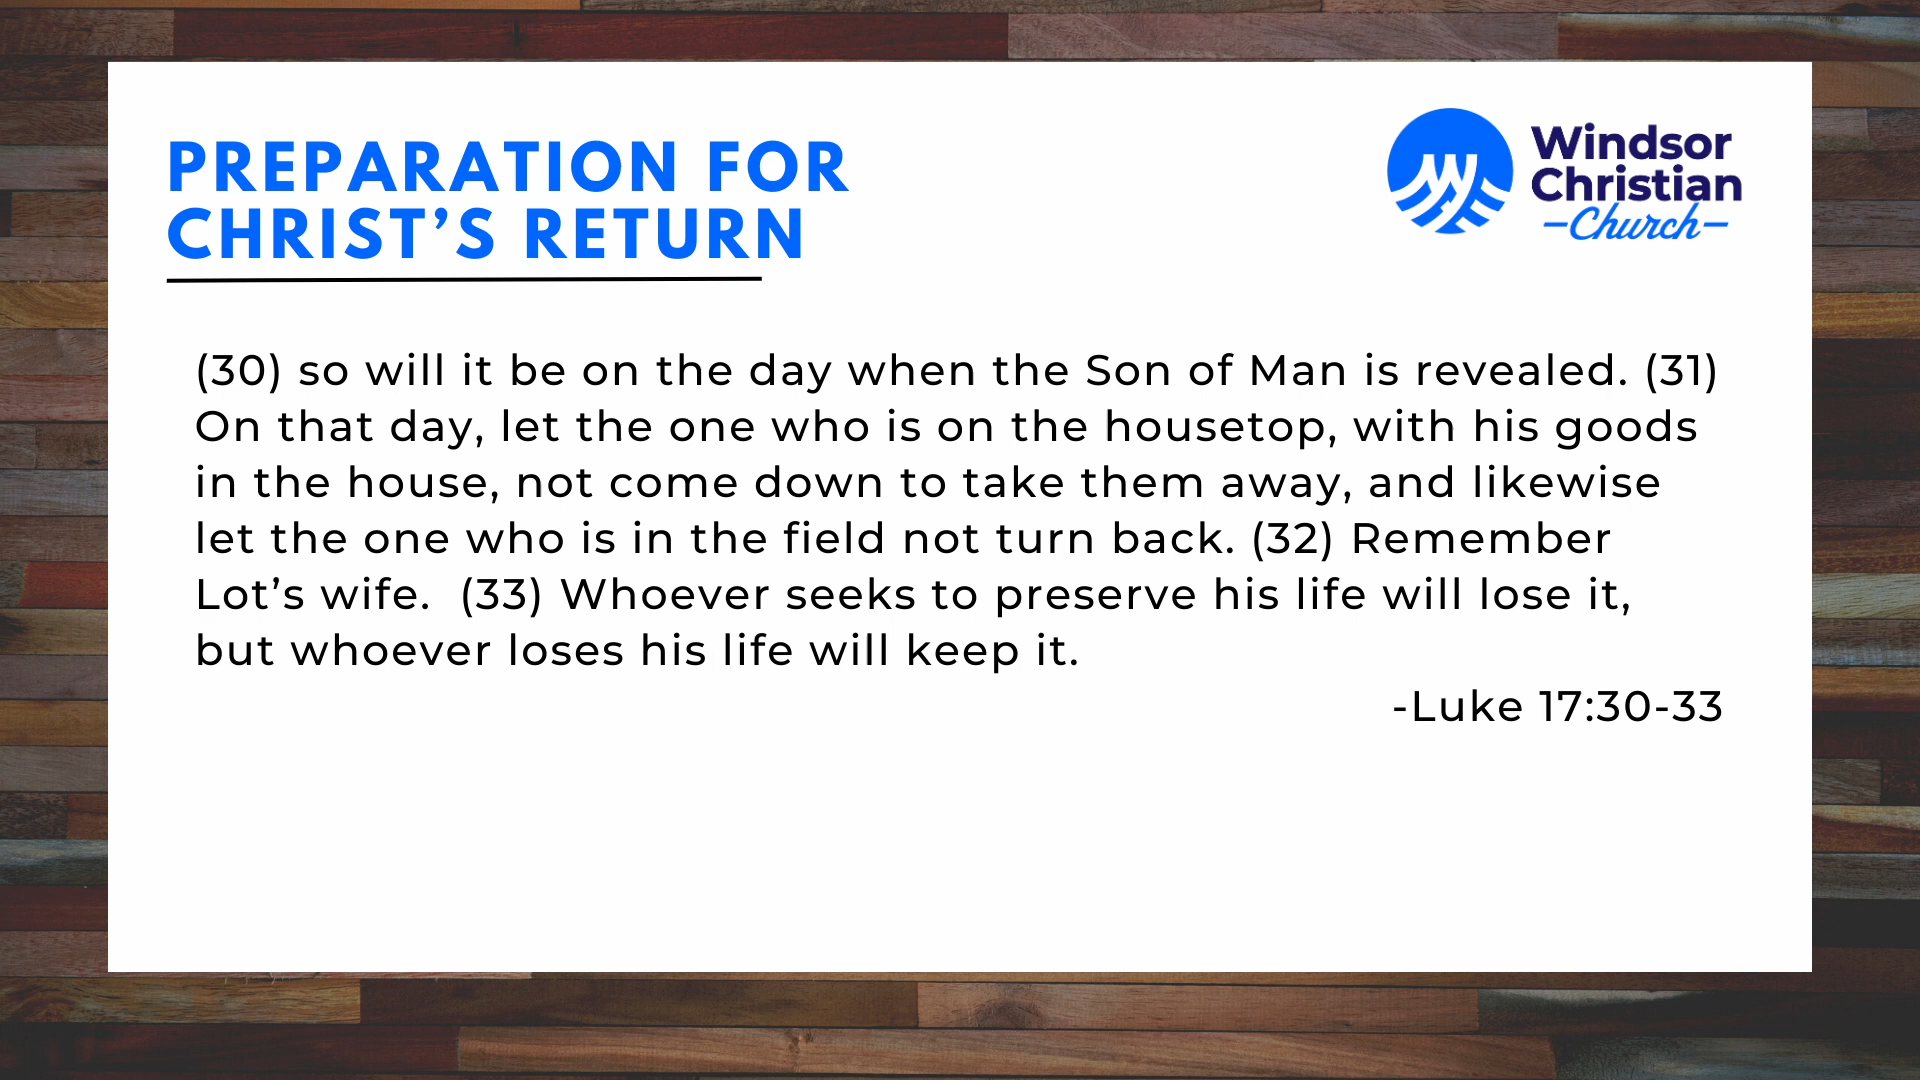 PREPARATION FOR
CHRIST’S RETURN
Windsor
Christian
-Church-
(30) so will it be on the day when the Son of Man is revealed. (31)
On that day, let the one who is on the housetop, with his goods
in the house, not come down to take them away, and likewise
let the one who is in the field not turn back. (32) Remember
Lot’s wife.  (33) Whoever seeks to preserve his life will lose it,
but whoever loses his life will keep it.
-Luke 17:30-33